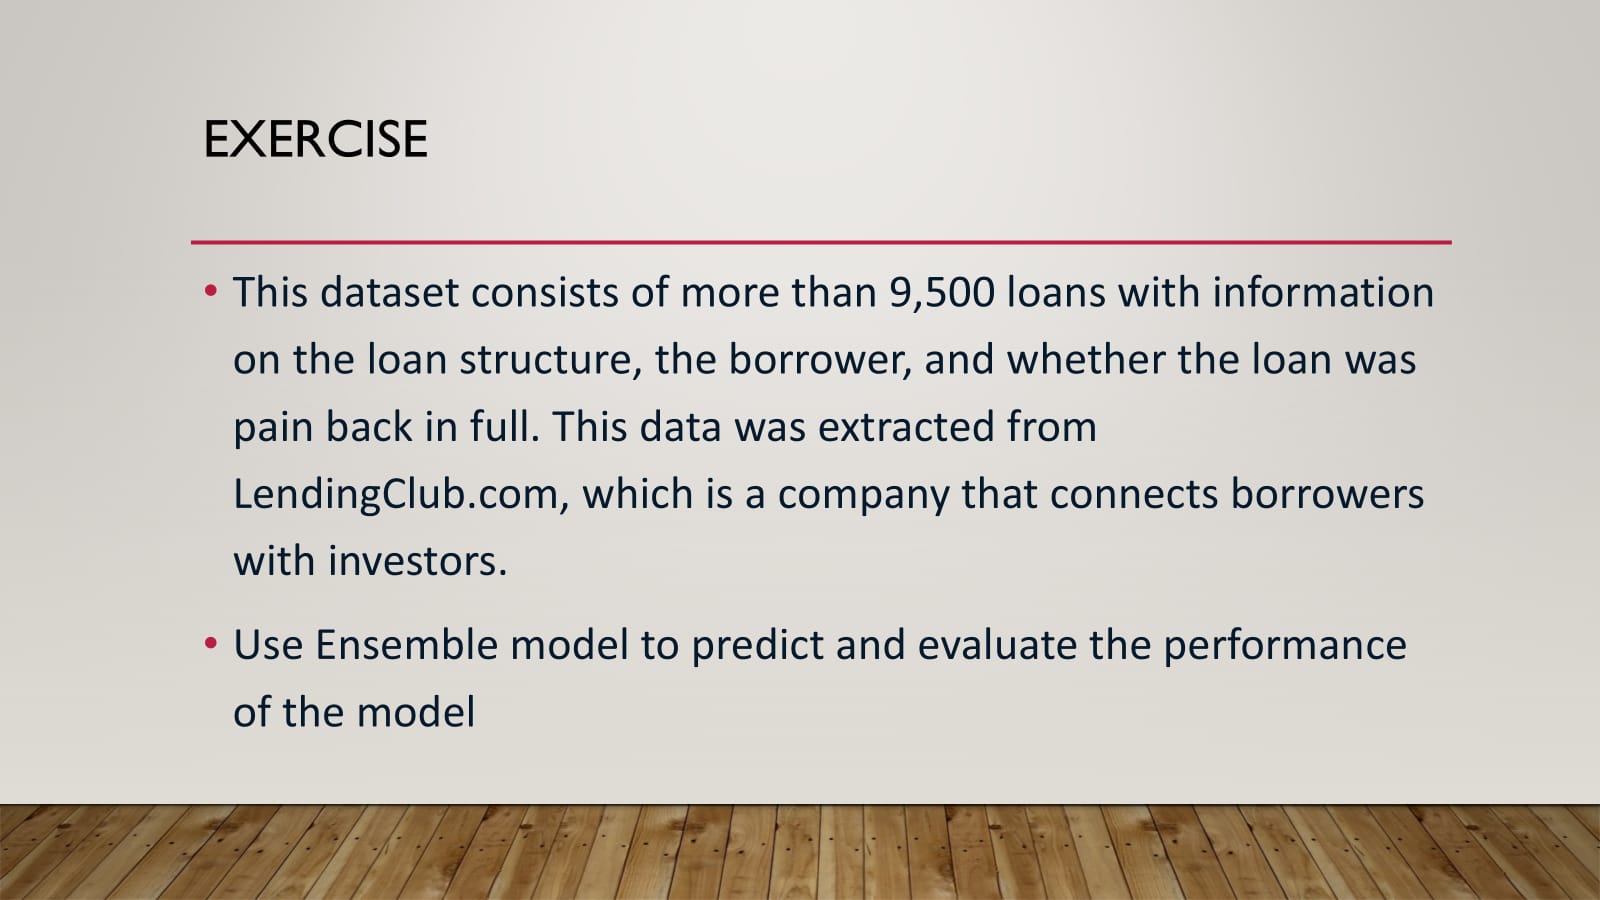 EXERCISE
• This dataset consists of more than 9,500 loans with information
on the loan structure, the borrower, and whether the loan was
pain back in full. This data was extracted from
LendingClub.com, which is a company that connects borrowers
with investors.
• Use Ensemble model to predict and evaluate the performance
of the model